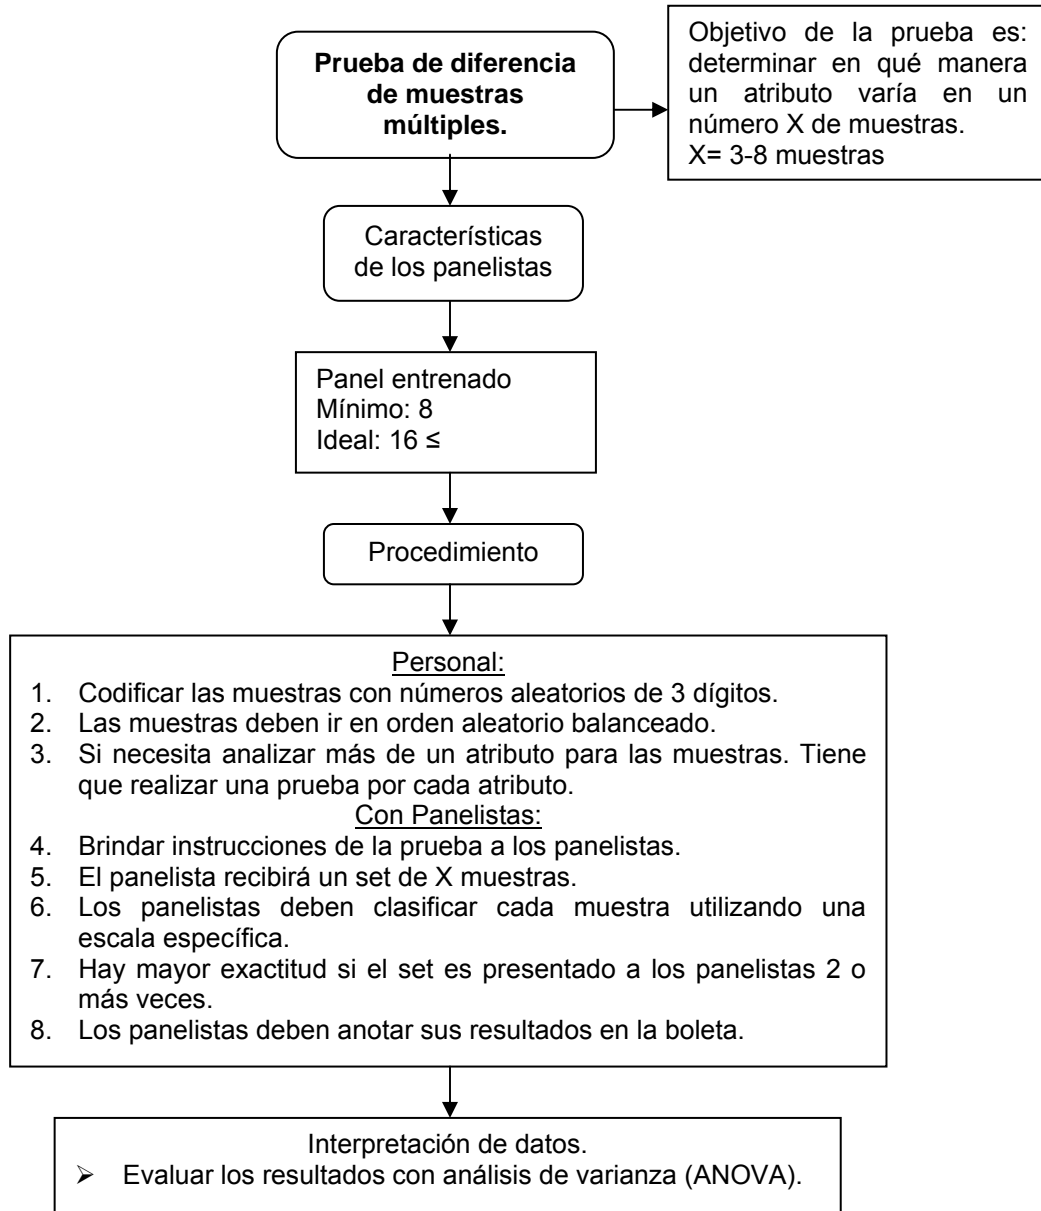 Prueba de diferencia
de muestras
múltiples.
Objetivo de la prueba es:
determinar en qué manera
un atributo varía en un
número X de muestras.
X= 3-8 muestras
Características
de los panelistas
Panel entrenado
Mínimo: 8
Ideal: 16 ≤
Procedimiento
Personal:
1. Codificar las muestras con números aleatorios de 3 dígitos.
2. Las muestras deben ir en orden aleatorio balanceado.
3. Si necesita analizar más de un atributo para las muestras. Tiene
que realizar una prueba por cada atributo.
Con Panelistas:
4. Brindar instrucciones de la prueba a los panelistas.
5. El panelista recibirá un set de X muestras.
6. Los panelistas deben clasificar cada muestra utilizando una
escala específica.
7. Hay mayor exactitud si el set es presentado a los panelistas 2 o
más veces.
8. Los panelistas deben anotar sus resultados en la boleta.
Interpretación de datos.
➢ Evaluar los resultados con análisis de varianza (ANOVA).